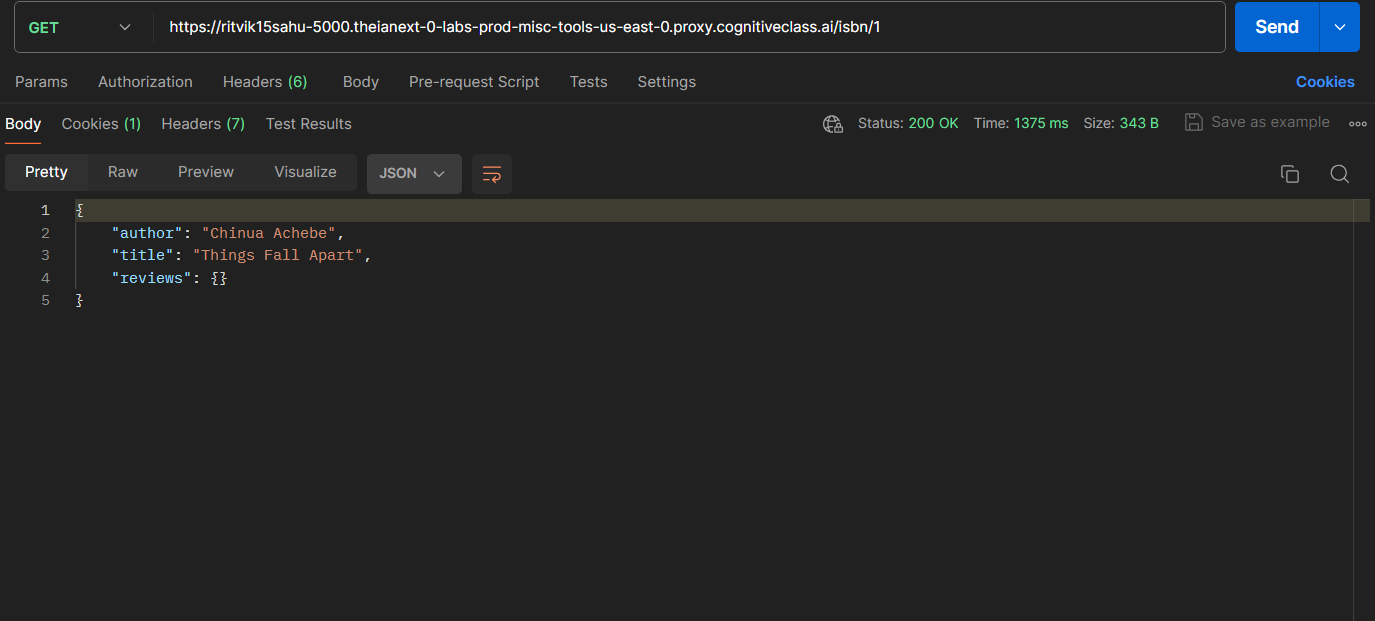 GET https://ritvik15sahu-5000.theianext-0-labs-prod-misc-tools-us-east-0.proxy.cognitiveclass.ai/isbn/1 Send
Params Authorization Headers (6) Body Pre-request Script Tests Settings Cookies
Body Cookies (1) Headers (7) Test Results Status: 200 OK Time: 1375 ms Size: 343 B Save as example
Pretty Raw Preview Visualize JSON
1 {
2 "author": "Chinua Achebe",
3 "title": "Things Fall Apart",
4 "reviews": {}
5 }